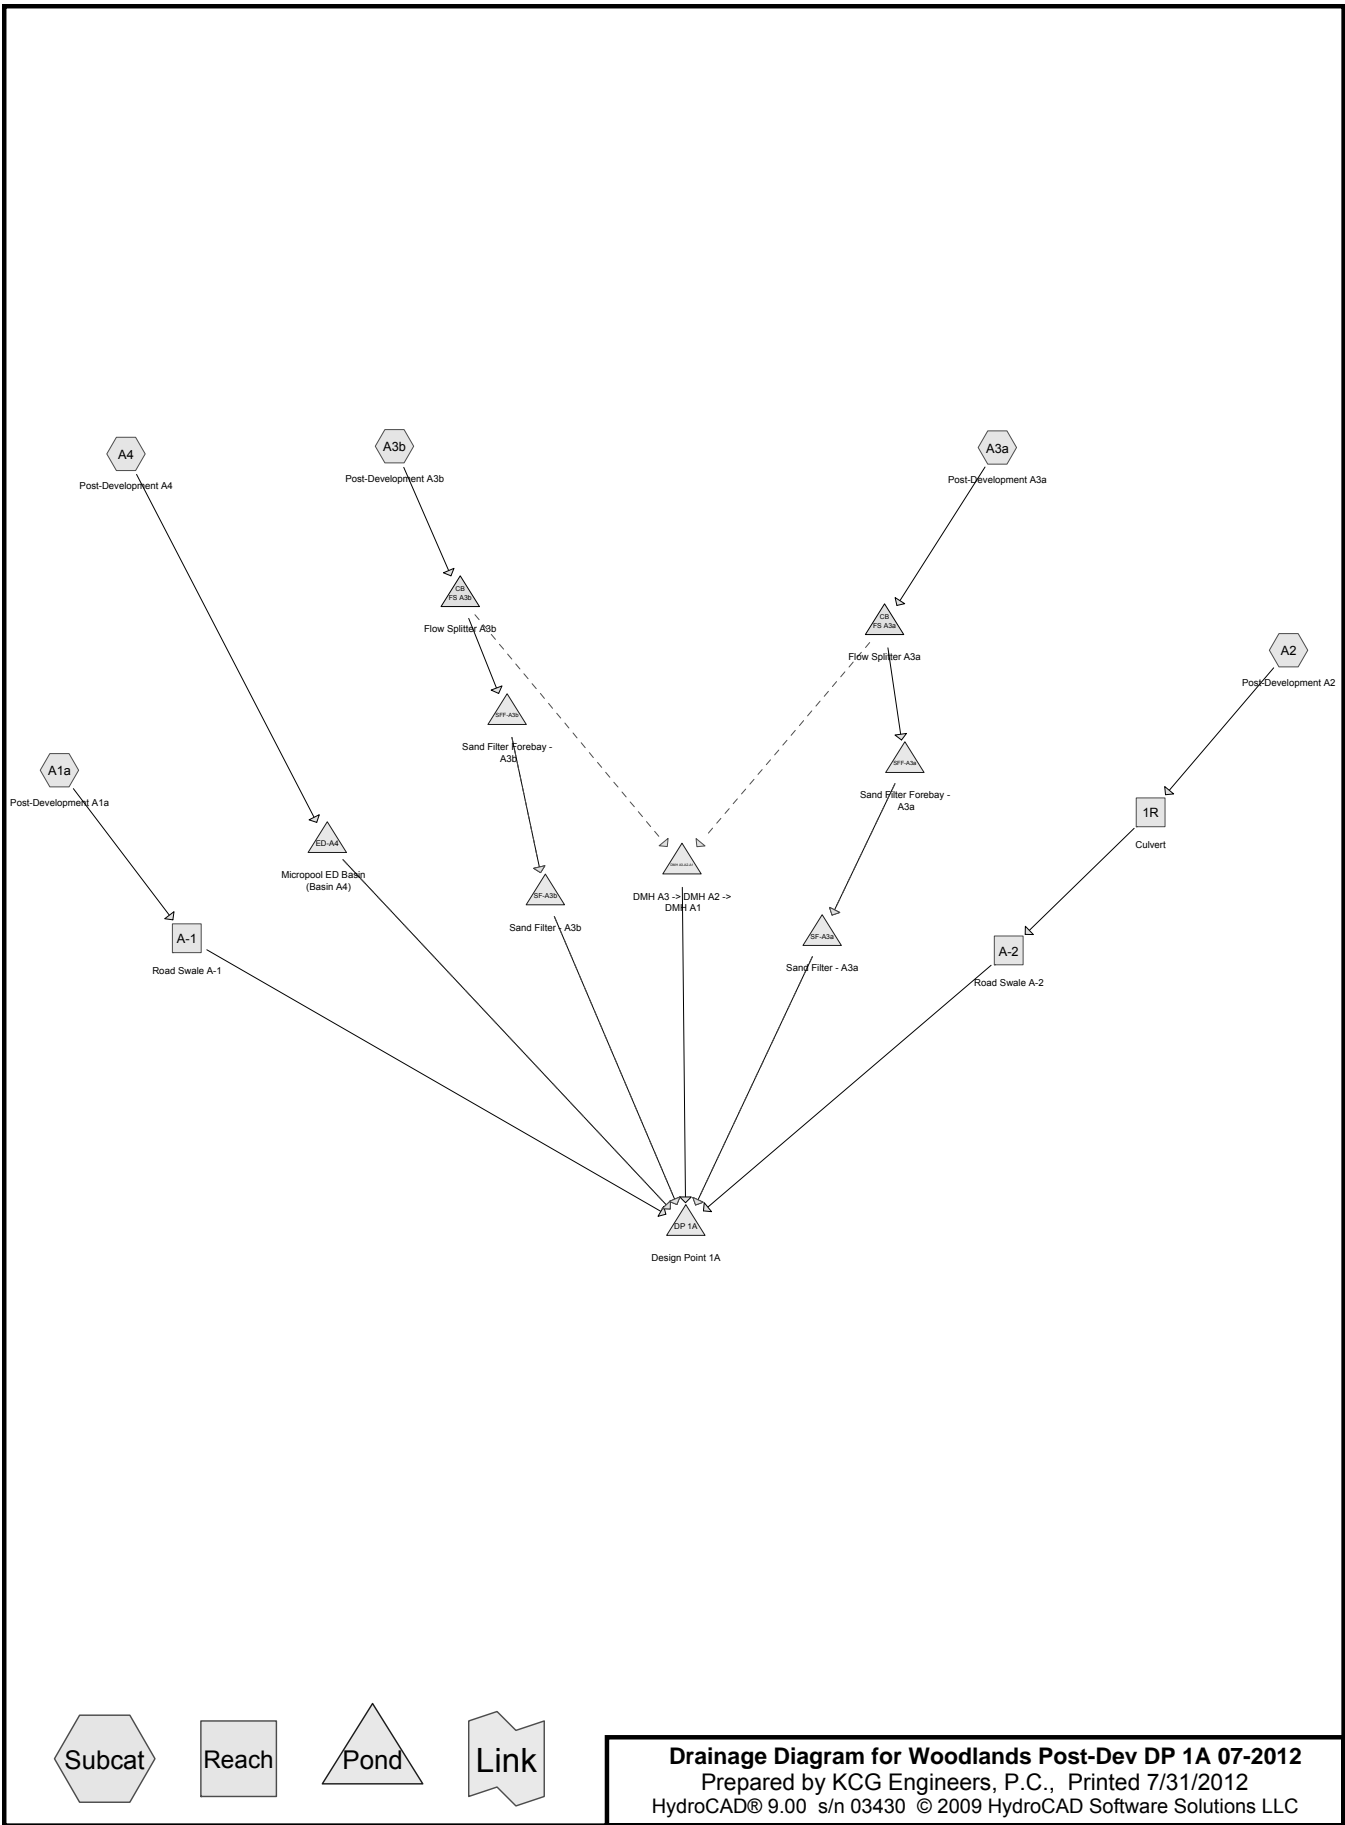 A4
Post-Development A4
A3b
Post-Development A3b
A3a
Post-Development A3a
CB
FS A3b
Flow Splitter A3b
CB
FS A3a
Flow Splitter A3a
A2
Post-Development A2
SFF-A3b
Sand Filter Forebay -
A3b
SFF-A3a
Sand Filter Forebay -
A3a
A1a
Post-Development A1a
1R
Culvert
ED-A4
Micropool ED Basin
(Basin A4)
DMH A3 -> DMH A2 ->
DMH A1
SF-A3b
Sand Filter - A3b
SF-A3a
Sand Filter - A3a
A-1
Road Swale A-1
A-2
Road Swale A-2
DP 1A
Design Point 1A
Subcat
Reach
Pond
Link
Drainage Diagram for Woodlands Post-Dev DP 1A 07-2012
Prepared by KCG Engineers, P.C., Printed 7/31/2012
HydroCAD® 9.00 s/n 03430 © 2009 HydroCAD Software Solutions LLC